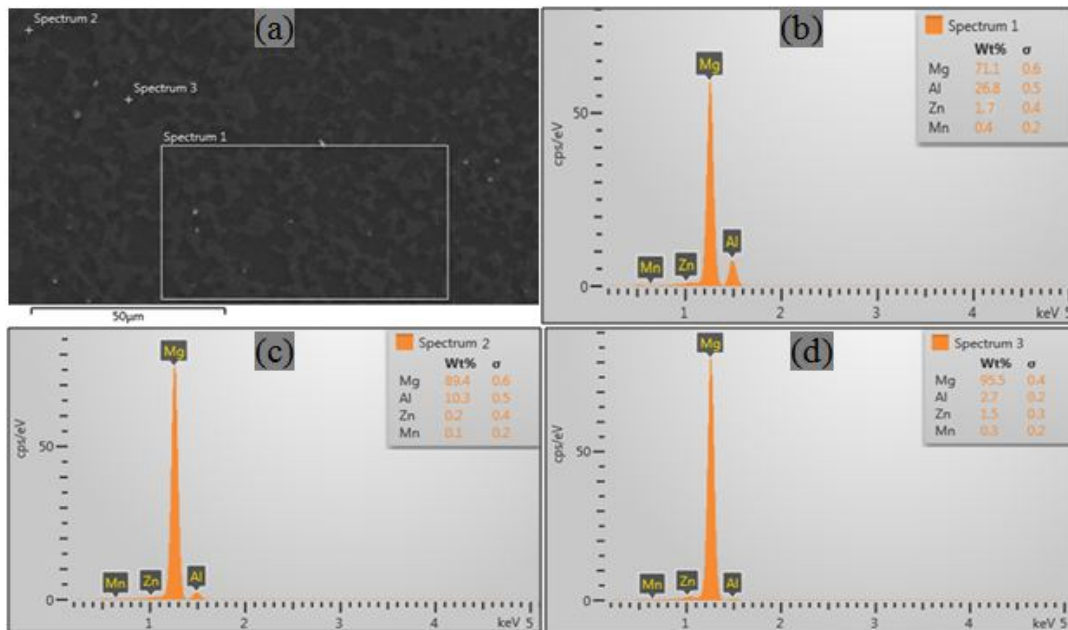 (a)
Spectrum 2
Spectrum 3
Spectrum 1
50µm
(b)
Spectrum 1
Wt% σ
Mg 71.1 0.6
Al 26.8 0.5
Zn 1.7 0.4
Mn 0.4 0.2
Mg
Al
Zn
Mn
cps/eV
50
0
1 2 3 4 keV 5
(c)
Spectrum 2
Wt% σ
Mg 89.4 0.6
Al 10.3 0.5
Zn 0.2 0.4
Mn 0.1 0.2
Mg
Al
Zn
Mn
cps/eV
50
0
1 2 3 4 keV 5
(d)
Spectrum 3
Wt% σ
Mg 95.5 0.4
Al 2.7 0.2
Zn 1.5 0.3
Mn 0.3 0.2
Mg
Al
Zn
Mn
cps/eV
50
0
1 2 3 4 keV 5